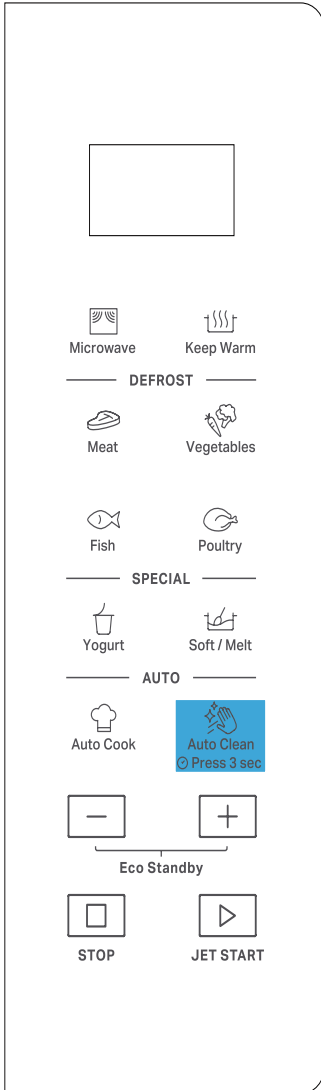 Microwave Keep Warm
DEFROST
Meat Vegetables
Fish Poultry
SPECIAL
Yogurt Soft / Melt
AUTO
Auto Cook Auto Clean
Press 3 sec
Eco Standby
STOP JET START